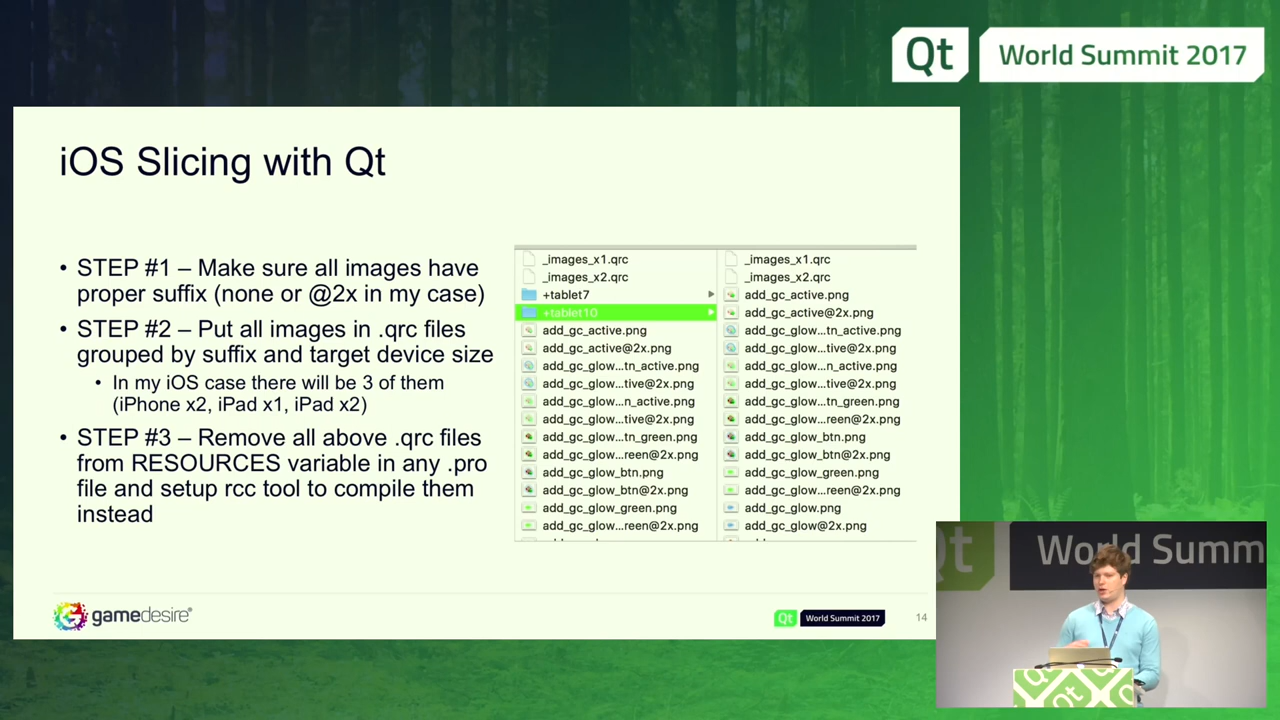 Qt World Summit 2017
iOS Slicing with Qt
• STEP #1 – Make sure all images have
proper suffix (none or @2x in my case)
• STEP #2 – Put all images in .qrc files
grouped by suffix and target device size
• In my iOS case there will be 3 of them
(iPhone x2, iPad x1, iPad x2)
• STEP #3 – Remove all above .qrc files
from RESOURCES variable in any .pro
file and setup rcc tool to compile them
instead
_images_x1.qrc
_images_x2.qrc
+tablet7
+tablet10
add_gc_active.png
add_gc_active@2x.png
add_gc_glow...tn_active.png
add_gc_glow...tive@2x.png
add_gc_glow...n_active.png
add_gc_glow...tive@2x.png
add_gc_glow...tn_green.png
add_gc_glow...reen@2x.png
add_gc_glow_btn.png
add_gc_glow_btn@2x.png
add_gc_glow_green.png
add_gc_glow...reen@2x.png
_images_x1.qrc
_images_x2.qrc
add_gc_active.png
add_gc_active@2x.png
add_gc_glow...tn_active.png
add_gc_glow...tive@2x.png
add_gc_glow...n_active.png
add_gc_glow...tive@2x.png
add_gc_glow...tn_green.png
add_gc_glow...reen@2x.png
add_gc_glow_btn.png
add_gc_glow_btn@2x.png
add_gc_glow_green.png
add_gc_glow...reen@2x.png
add_gc_glow.png
add_gc_glow@2x.png
gamedesire®
Qt World Summit 2017
14
Qt World Summ
Qt